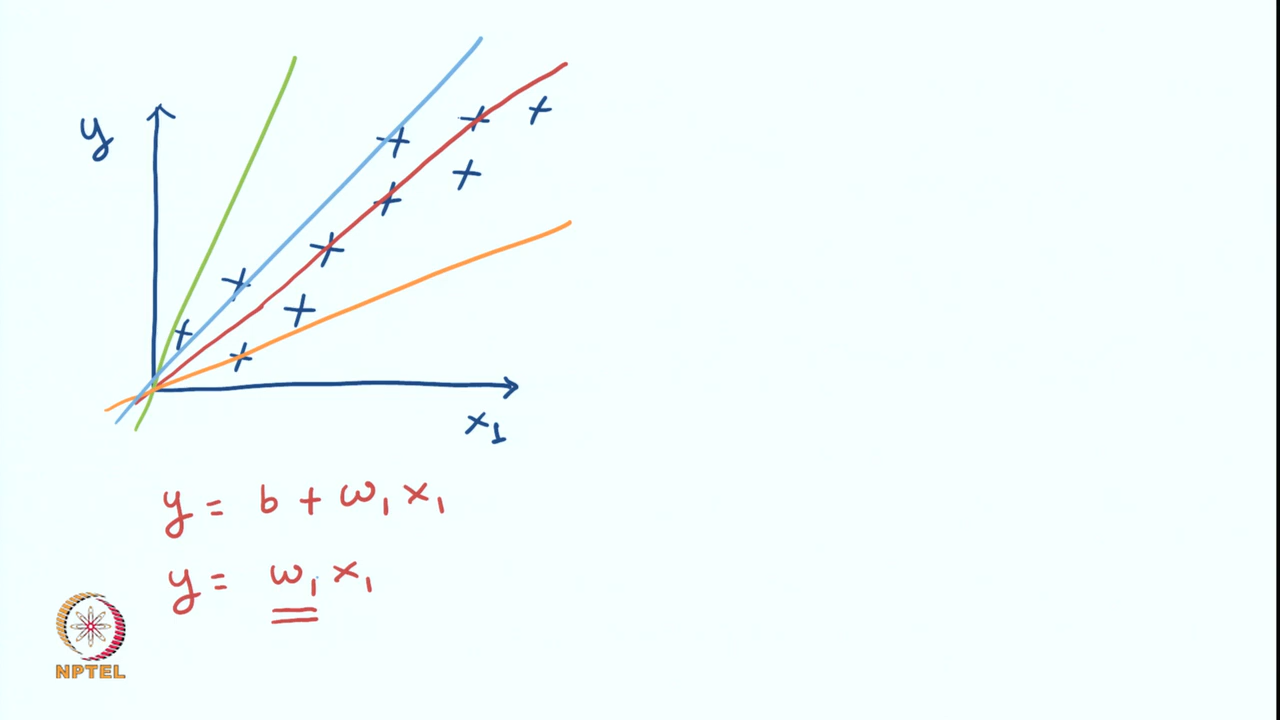 y
x₁
y = b + ω₁ x₁
y = ω₁ x₁
NPTEL